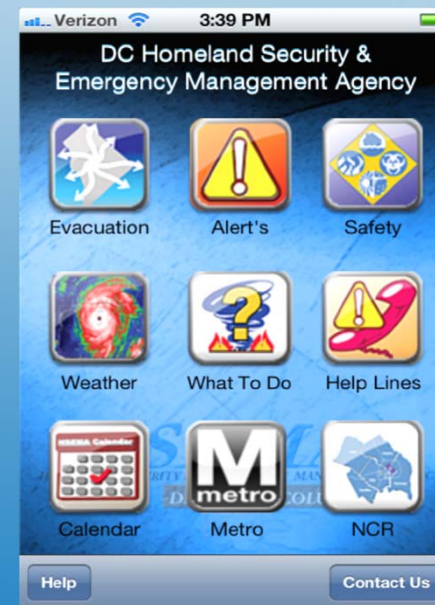 Verizon 3:39 PM
DC Homeland Security &
Emergency Management Agency
Evacuation Alert's Safety
Weather What To Do Help Lines
HSEMA Calendar
metro
Calendar Metro NCR
Help Contact Us